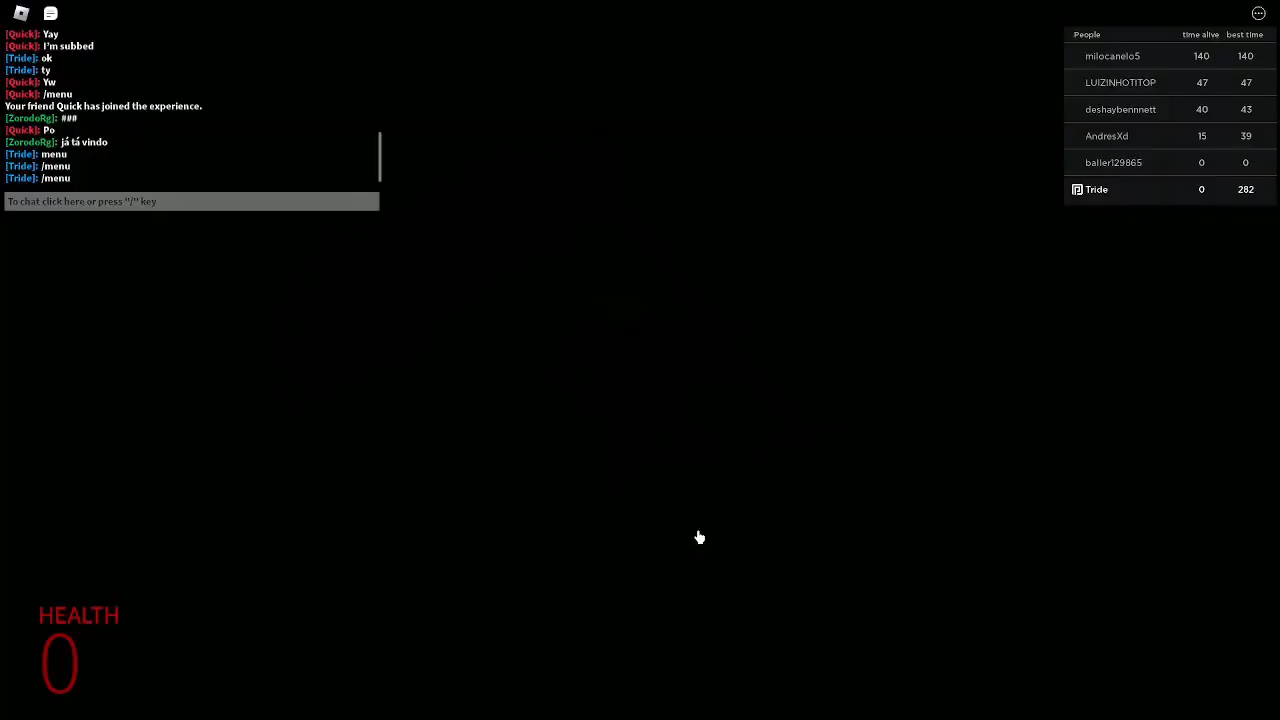 [Quick]: Yay
[Quick]: I'm subbed
[Tride]: ok
[Tride]: ty
[Quick]: Yw
[Quick]: /menu
Your friend Quick has joined the experience.
[ZorodoRg]: ###
[Quick]: Po
[ZorodoRg]: já tá vindo
[Tride]: menu
[Tride]: /menu
[Tride]: /menu
To chat click here or press "/" key
People time alive best time
milocanelo5 140 140
LUIZINHOTITOP 47 47
deshaybennett 40 43
AndresXd 15 39
baller129865 0 0
Tride 0 282
HEALTH
0